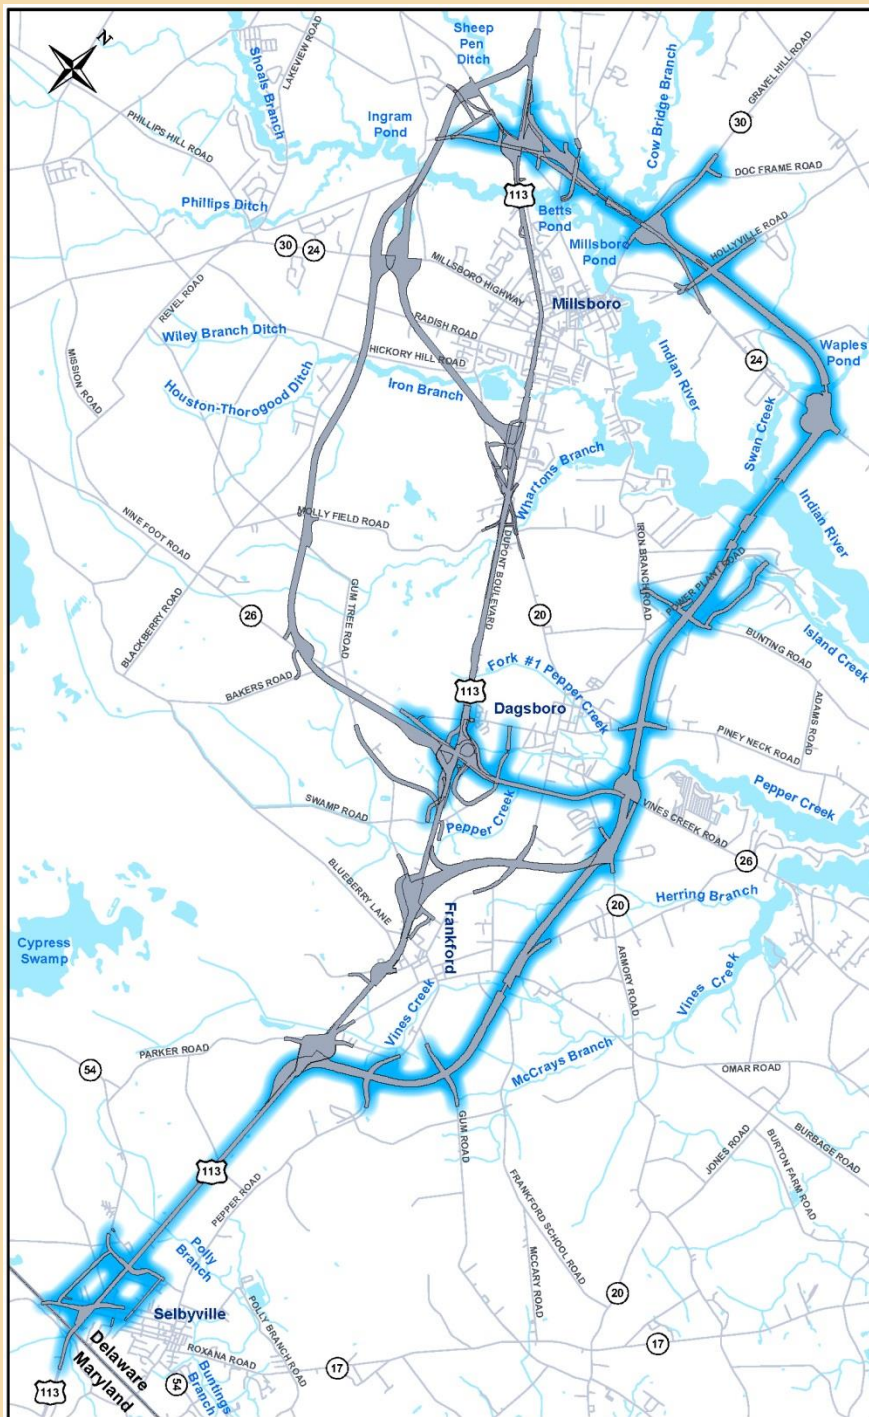 N
Sheep
Pen
Ditch
Shoals Branch
LAKEVIEW ROAD
Cow Bridge Branch
GRAVEL HILL ROAD
Ingram
Pond
30
PHILLIPS HILL ROAD
DOC FRAME ROAD
113
Phillips Ditch
Betts
Pond
30
24
Millsboro
Pond
HOLLYVILLE ROAD
MILLSBORO HIGHWAY
REVEL ROAD
Millsboro
RADISH ROAD
Wiley Branch Ditch
HICKORY HILL ROAD
Waples
Pond
MISSION ROAD
24
Indian River
Houston-Thorogood Ditch
Iron Branch
Swan Creek
Whartons Branch
NINE FOOT ROAD
MOLLY FIELD ROAD
Indian River
DUPONT BOULEVARD
IRON BRANCH ROAD
POWER PLANT ROAD
GUM TREE ROAD
BLACKBERRY ROAD
26
20
BUNTING ROAD
Island Creek
BAKERS ROAD
Fork #1 Pepper Creek
113
Dagsboro
ADAMS ROAD
PINEY NECK ROAD
Pepper Creek
SWAMP ROAD
Pepper Creek
VINES CREEK ROAD
26
BLUEBERRY LANE
Herring Branch
20
Frankford
Cypress
Swamp
ARMORY ROAD
Vines Creek
Vines Creek
PARKER ROAD
McCrays Branch
54
OMAR ROAD
GUM ROAD
JONES ROAD
BURBAGE ROAD
BURTON FARM ROAD
113
PEPPER ROAD
FRANKFORD SCHOOL ROAD
MCCARY ROAD
Polly
Branch
20
Selbyville
POLLY BRANCH ROAD
17
ROXANA ROAD
17
Delaware
Maryland
54
Buntings
Branch
113